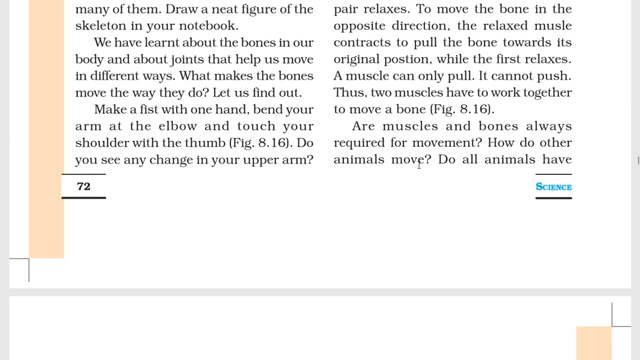 many of them. Draw a neat figure of the
skeleton in your notebook.
We have learnt about the bones in our
body and about joints that help us move
in different ways. What makes the bones
move the way they do? Let us find out.
Make a fist with one hand, bend your
arm at the elbow and touch your
shoulder with the thumb (Fig. 8.16). Do
you see any change in your upper arm?
pair relaxes. To move the bone in the
opposite direction, the relaxed musle
contracts to pull the bone towards its
original postion, while the first relaxes.
A muscle can only pull. It cannot push.
Thus, two muscles have to work together
to move a bone (Fig. 8.16).
Are muscles and bones always
required for movement? How do other
animals move? Do all animals have
72
SCIENCE